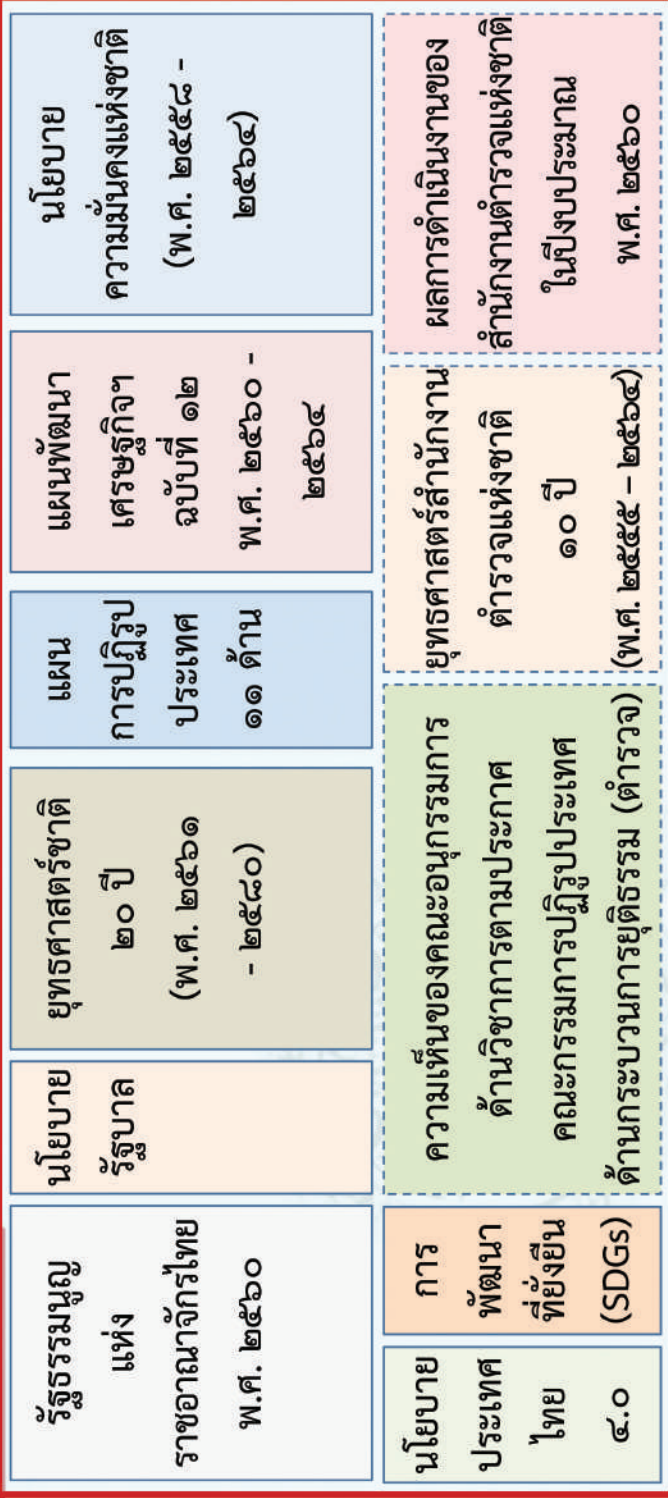 รัฐธรรมนูญ
แห่ง
ราชอาณาจักรไทย
พ.ศ. ๒๕๖๐
นโยบาย
รัฐบาล
ยุทธศาสตร์ชาติ
๒๐ ปี
(พ.ศ. ๒๕๖๑
- ๒๕๘๐)
แผน
การปฏิรูป
ประเทศ
๑๑ ด้าน
แผนพัฒนา
เศรษฐกิจฯ
ฉบับที่ ๑๒
พ.ศ. ๒๕๖๐ -
๒๕๖๔
นโยบาย
ความมั่นคงแห่งชาติ
(พ.ศ. ๒๕๕๘ -
๒๕๖๔)
นโยบาย
ประเทศ
ไทย
๔.๐
การ
พัฒนา
ที่ยั่งยืน
(SDGs)
ความเห็นของคณะอนุกรรมการ
ด้านวิชาการตามประกาศ
คณะกรรมการปฏิรูปประเทศ
ด้านกระบวนการยุติธรรม (ตำรวจ)
ยุทธศาสตร์สำนักงาน
ตำรวจแห่งชาติ
๑๐ ปี
(พ.ศ. ๒๕๕๕ – ๒๕๖๔)
ผลการดำเนินงานของ
สำนักงานตำรวจแห่งชาติ
ในปีงบประมาณ
พ.ศ. ๒๕๖๐